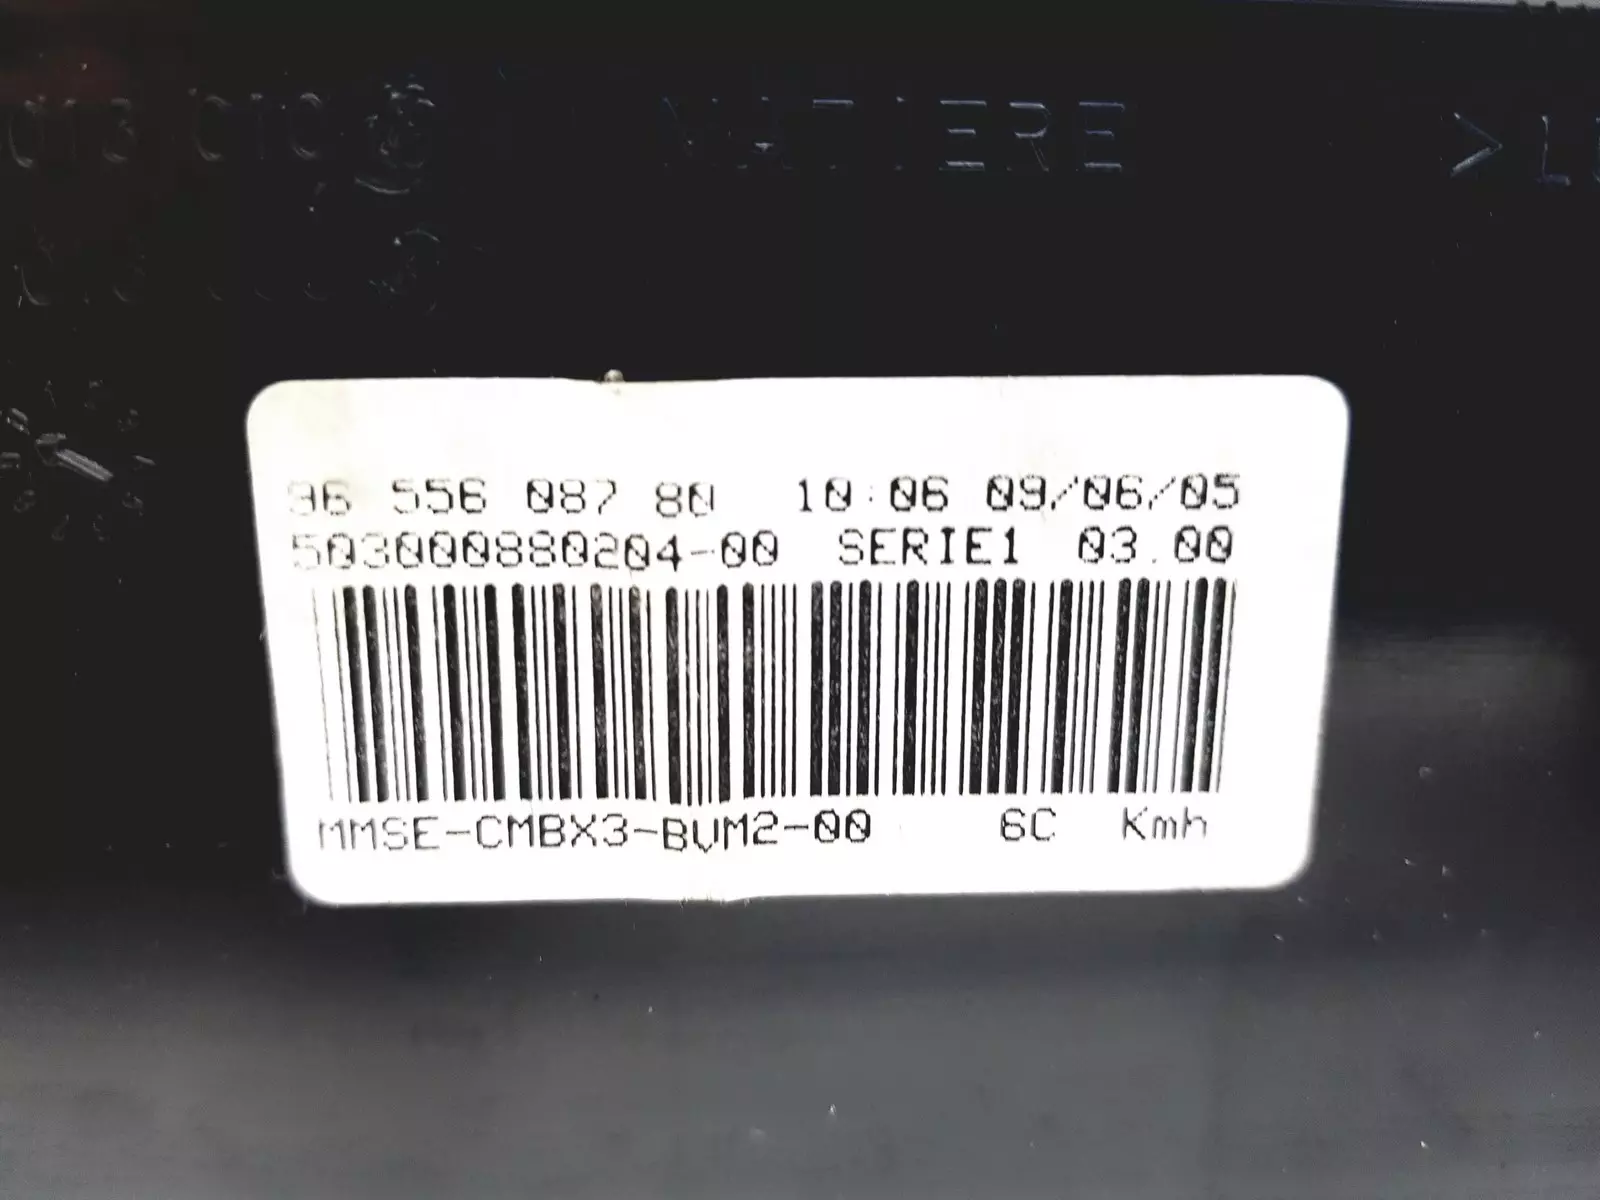 MATIERE
96 556 087 80 10:06 09/06/05
503000880204-00 SERIE1 03.00
MMSE-CMBX3-BVM2-00 6C Kmh